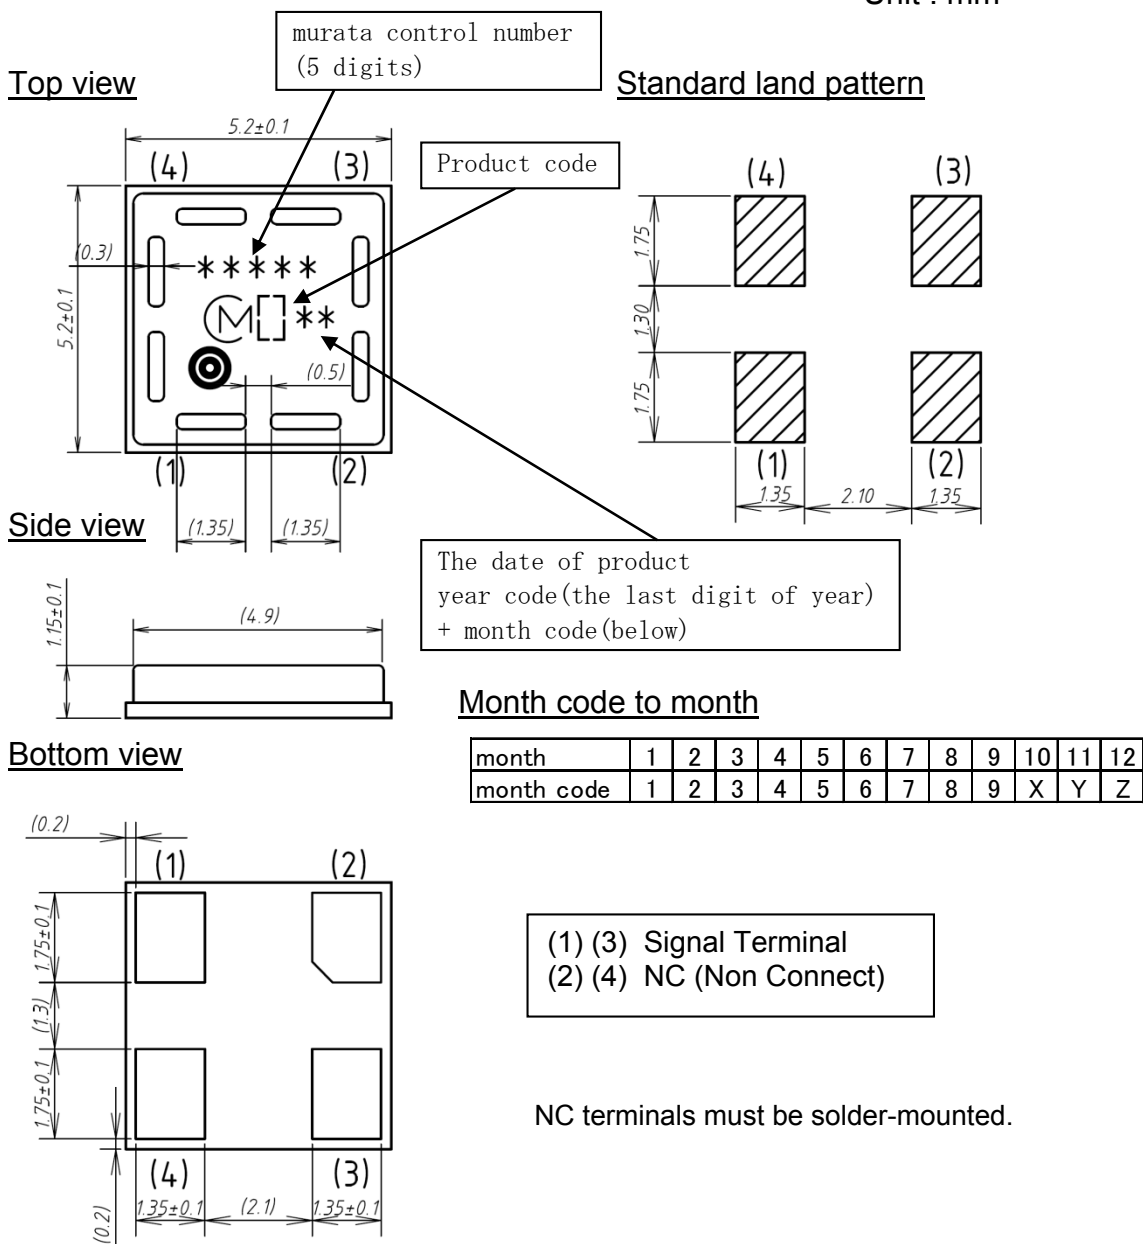 Unit : mm
murata control number
(5 digits)
Top view
Standard land pattern
5.2±0.1
(4) (3)
Product code
(4) (3)
(0.3)
5.2±0.1
*****
M
**
(0.5)
1.75
1.30
1.75
(1) (2)
(1) (2)
1.35 2.10 1.35
Side view
(1.35) (1.35)
The date of product
year code(the last digit of year)
+ month code(below)
1.15±0.1
(4.9)
Month code to month
month 1 2 3 4 5 6 7 8 9 10 11 12
month code 1 2 3 4 5 6 7 8 9 X Y Z
Bottom view
(0.2)
(1) (2)
1.75±0.1
(1.3)
1.75±0.1
(0.2)
(4) (3)
1.35±0.1 (2.1) 1.35±0.1
(1) (3) Signal Terminal
(2) (4) NC (Non Connect)
NC terminals must be solder-mounted.